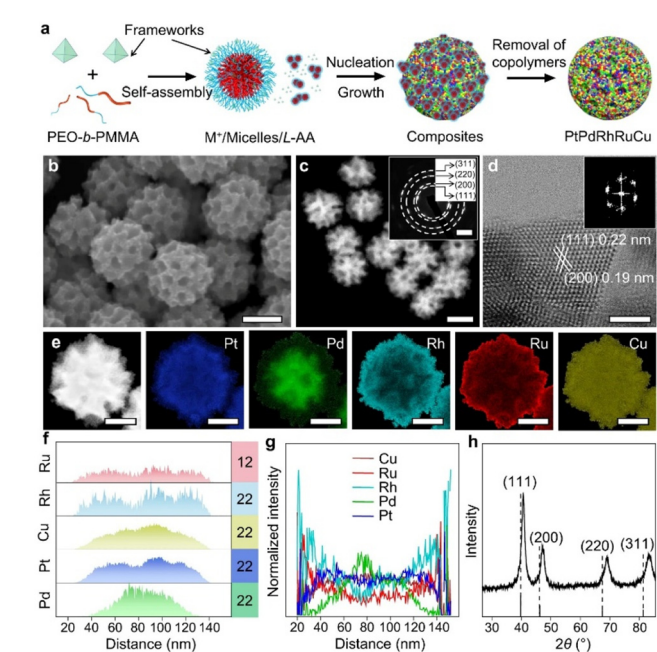 a
Frameworks
Nucleation
Growth
Removal of
copolymers
+
Self-assembly
PEO-b-PMMA
M⁺/Micelles/L-AA
Composites
PtPdRhRuCu
b
c
(311)
(220)
(200)
(111)
d
(111) 0.22 nm
(200) 0.19 nm
e
Pt
Pd
Rh
Ru
Cu
f
Ru
12
Rh
22
Cu
22
Pt
22
Pd
22
20 40 60 80 100 120 140
Distance (nm)
g
Normalized intensity
Cu
Ru
Rh
Pd
Pt
20 40 60 80 100 120 140
Distance (nm)
h
Intensity
(111)
(200)
(220)
(311)
30 40 50 60 70 80
2θ (°)